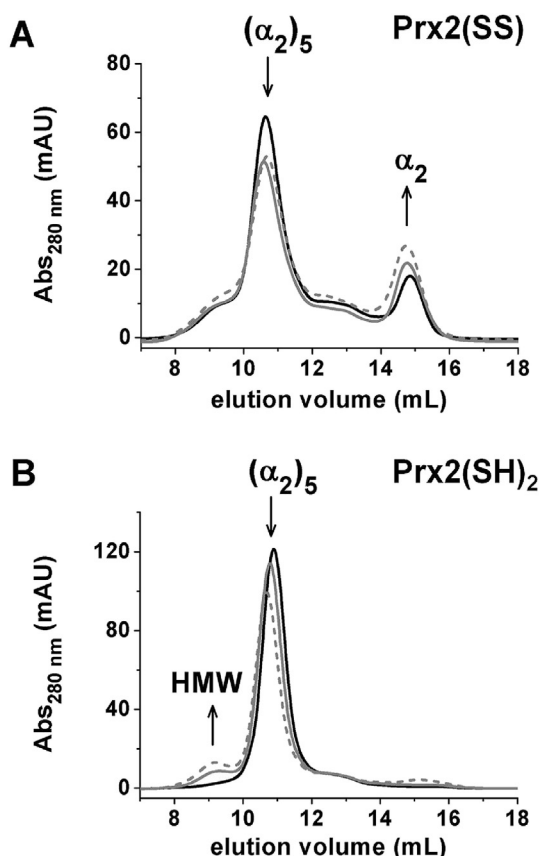 A
(α₂)₅
Prx2(SS)
80
60
40
20
0
α₂
Abs₂₈₀ ₙₘ (mAU)
8 10 12 14 16 18
elution volume (mL)
B
(α₂)₅
Prx2(SH)₂
120
80
40
0
HMW
Abs₂₈₀ ₙₘ (mAU)
8 10 12 14 16 18
elution volume (mL)